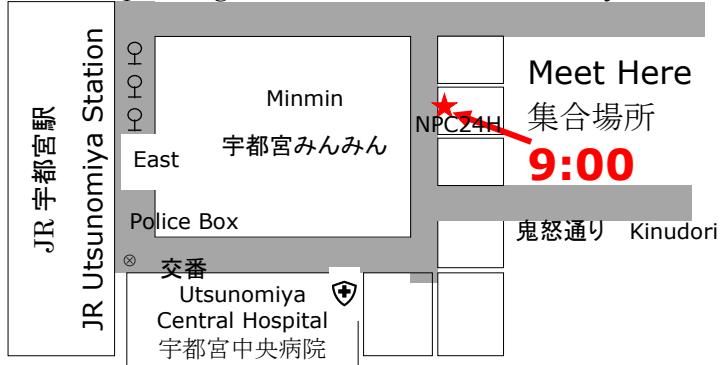 JR 宇都宮駅
JR Utsunomiya Station
Minmin
宇都宮みんみん
East
Police Box
交番
Utsunomiya
Central Hospital
宇都宮中央病院
NPC24H
Meet Here
集合場所
9:00
鬼怒通り Kinudori